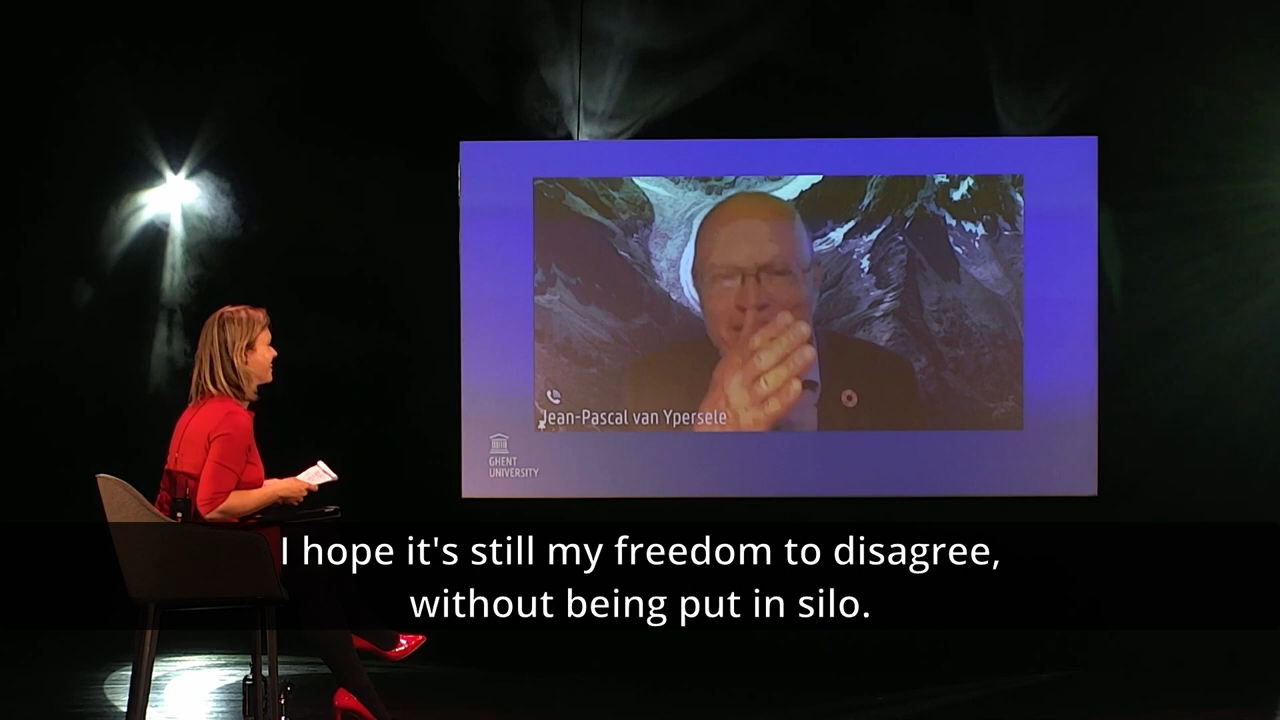 Jean-Pascal van Ypersele
GHENT
UNIVERSITY
I hope it's still my freedom to disagree,
without being put in silo.